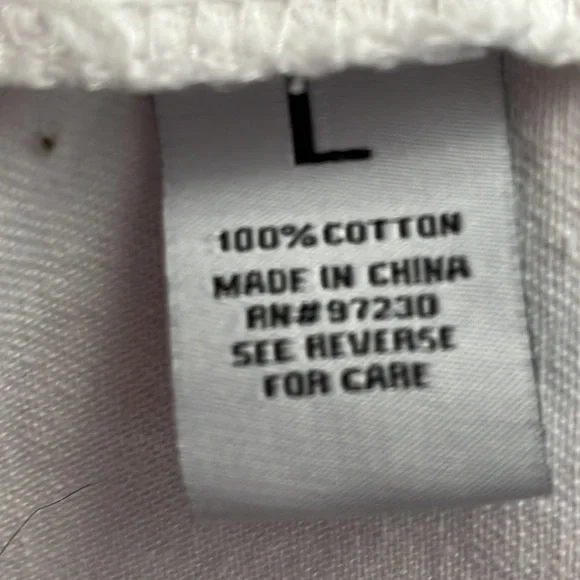 L
100% COTTON
MADE IN CHINA
RN#97230
SEE REVERSE
FOR CARE